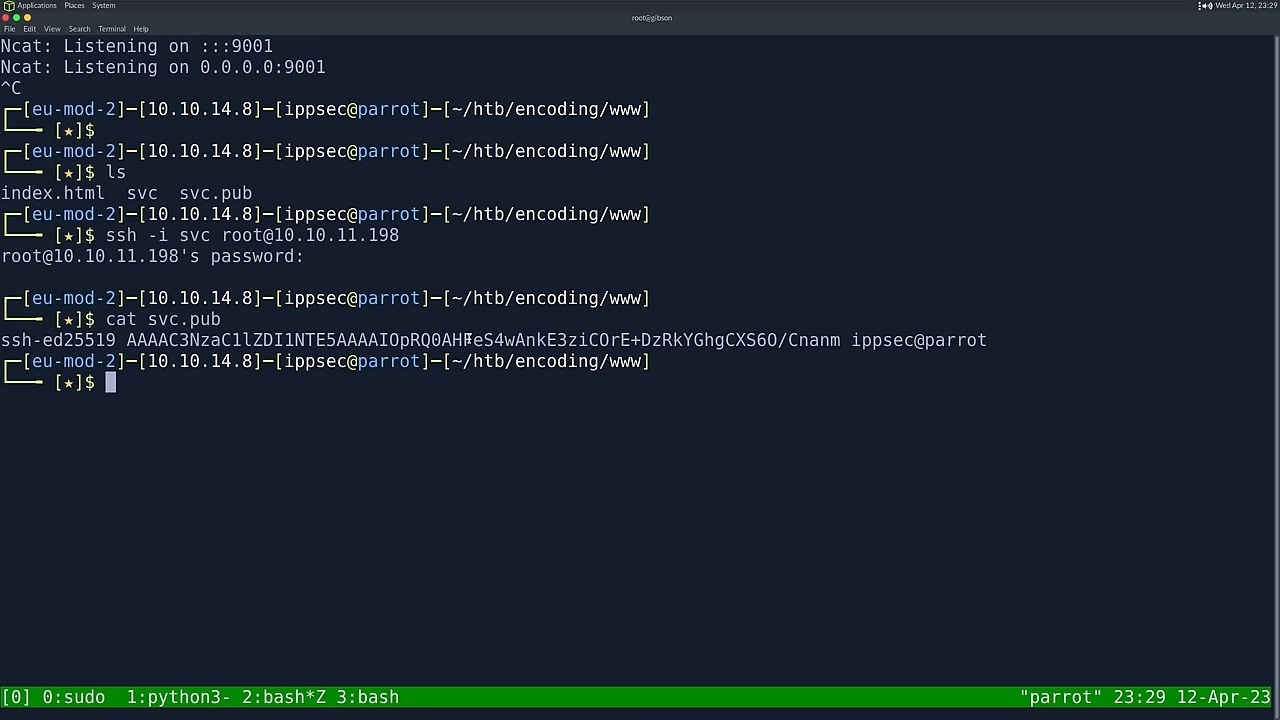 Applications Places System Wed Apr 12, 23:29
root@gibson
File Edit View Search Terminal Help
Ncat: Listening on :::9001
Ncat: Listening on 0.0.0.0:9001
^C
┌─[eu-mod-2]─[10.10.14.8]─[ippsec@parrot]─[~/htb/encoding/www]
└──╼ [★]$
┌─[eu-mod-2]─[10.10.14.8]─[ippsec@parrot]─[~/htb/encoding/www]
└──╼ [★]$ ls
index.html svc svc.pub
┌─[eu-mod-2]─[10.10.14.8]─[ippsec@parrot]─[~/htb/encoding/www]
└──╼ [★]$ ssh -i svc root@10.10.11.198
root@10.10.11.198's password:
┌─[eu-mod-2]─[10.10.14.8]─[ippsec@parrot]─[~/htb/encoding/www]
└──╼ [★]$ cat svc.pub
ssh-ed25519 ippsec@parrot
┌─[eu-mod-2]─[10.10.14.8]─[ippsec@parrot]─[~/htb/encoding/www]
└──╼ [★]$
[0] 0:sudo 1:python3- 2:bash*Z 3:bash "parrot" 23:29 12-Apr-23